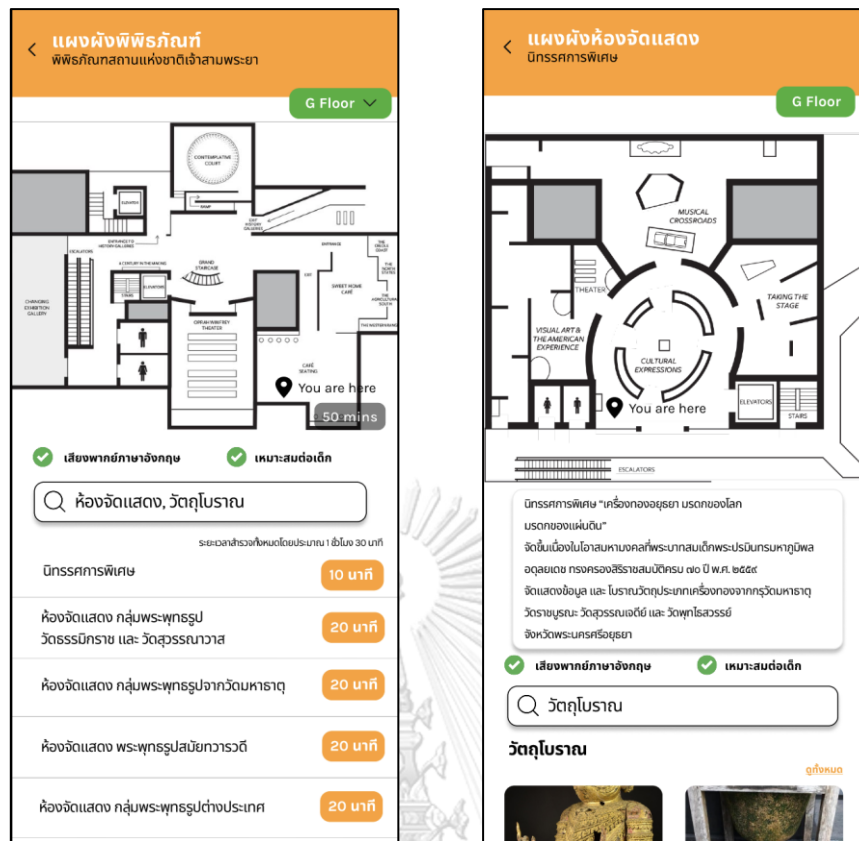 แผงผังพิพิธภัณฑ์
พิพิธภัณฑสถานแห่งชาติเจ้าสามพระยา
G Floor
CONTEMPLATIVE
COURT
ELEVATOR
RAMP
EXIT
HISTORY
GALLERIES
ENTRANCE TO
HISTORY GALLERIES
ESCALATORS
A CENTURY IN THE MAKING
GRAND
STAIRCASE
ENTRANCE
EXIT
THE
CREOLE
COAST
THE
NORTH
STATES
THE
AGRICULTURAL
SOUTH
SWEET HOME
CAFÉ
STAIRS
ELEVATORS
CHANGING
EXHIBITION
GALLERY
OPRAH WINFREY
THEATER
CAFÉ
SEATING
You are here
50 mins
เสียงพากย์ภาษาอังกฤษ
เหมาะสมต่อเด็ก
ห้องจัดแสดง, วัตถุโบราณ
ระยะเวลาสำรวจทั้งหมดโดยประมาณ 1 ชั่วโมง 30 นาที
นิทรรศการพิเศษ
10 นาที
ห้องจัดแสดง กลุ่มพระพุทธรูป
วัดธรรมิกราช และ วัดสุวรรณาวาส
20 นาที
ห้องจัดแสดง กลุ่มพระพุทธรูปจากวัดมหาธาตุ
20 นาที
ห้องจัดแสดง พระพุทธรูปสมัยทวารวดี
20 นาที
ห้องจัดแสดง กลุ่มพระพุทธรูปต่างประเทศ
20 นาที
แผงผังห้องจัดแสดง
นิทรรศการพิเศษ
G Floor
MUSICAL
CROSSROADS
THEATER
TAKING THE
STAGE
VISUAL ART &
THE AMERICAN
EXPERIENCE
CULTURAL
EXPRESSIONS
You are here
ELEVATORS
STAIRS
ESCALATORS
นิทรรศการพิเศษ "เครื่องทองอยุธยา มรดกของโลก
มรดกของแผ่นดิน"
จัดขึ้นเนื่องในโอกาสมหามงคลที่พระบาทสมเด็จพระปรมินทรมหาภูมิพล
อดุลยเดช ทรงครองสิริราชสมบัติครบ ๗๐ ปี พ.ศ. ๒๕๕๙
จัดแสดงข้อมูล และ โบราณวัตถุประเภทเครื่องทองจากกรุวัดมหาธาตุ
วัดราชบูรณะ วัดสุวรรณเจดีย์ และ วัดพุทไธสวรรย์
จังหวัดพระนครศรีอยุธยา
เสียงพากย์ภาษาอังกฤษ
เหมาะสมต่อเด็ก
วัตถุโบราณ
วัตถุโบราณ
ดูทั้งหมด